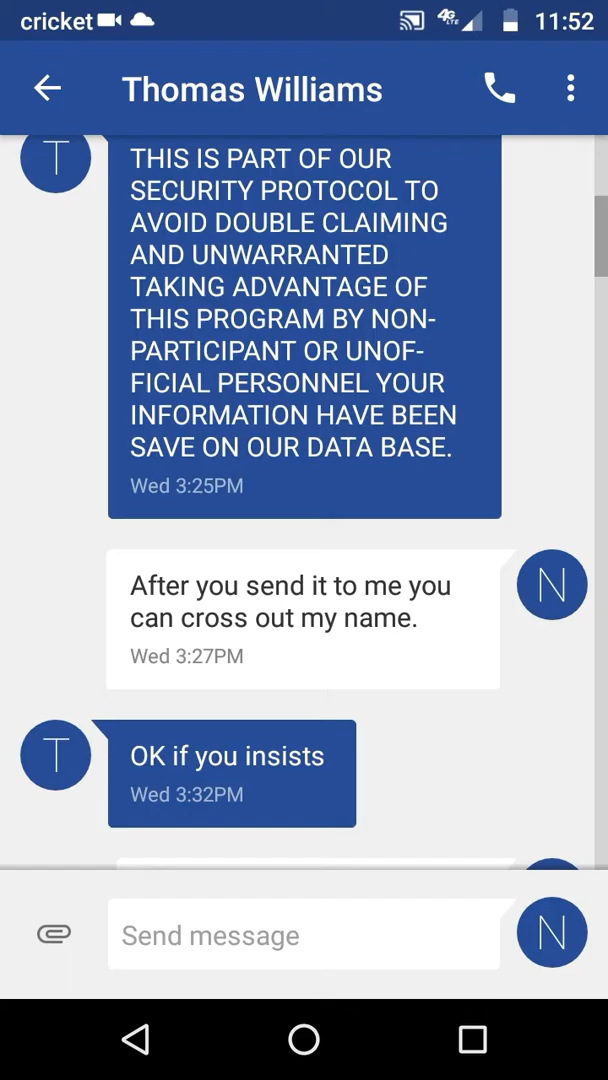 cricket 4G LTE 11:52
Thomas Williams
T
THIS IS PART OF OUR
SECURITY PROTOCOL TO
AVOID DOUBLE CLAIMING
AND UNWARRANTED
TAKING ADVANTAGE OF
THIS PROGRAM BY NON-
PARTICIPANT OR UNOF-
FICIAL PERSONNEL YOUR
INFORMATION HAVE BEEN
SAVE ON OUR DATA BASE.
Wed 3:25PM
After you send it to me you
can cross out my name.
N
Wed 3:27PM
T
OK if you insists
Wed 3:32PM
Send message
N